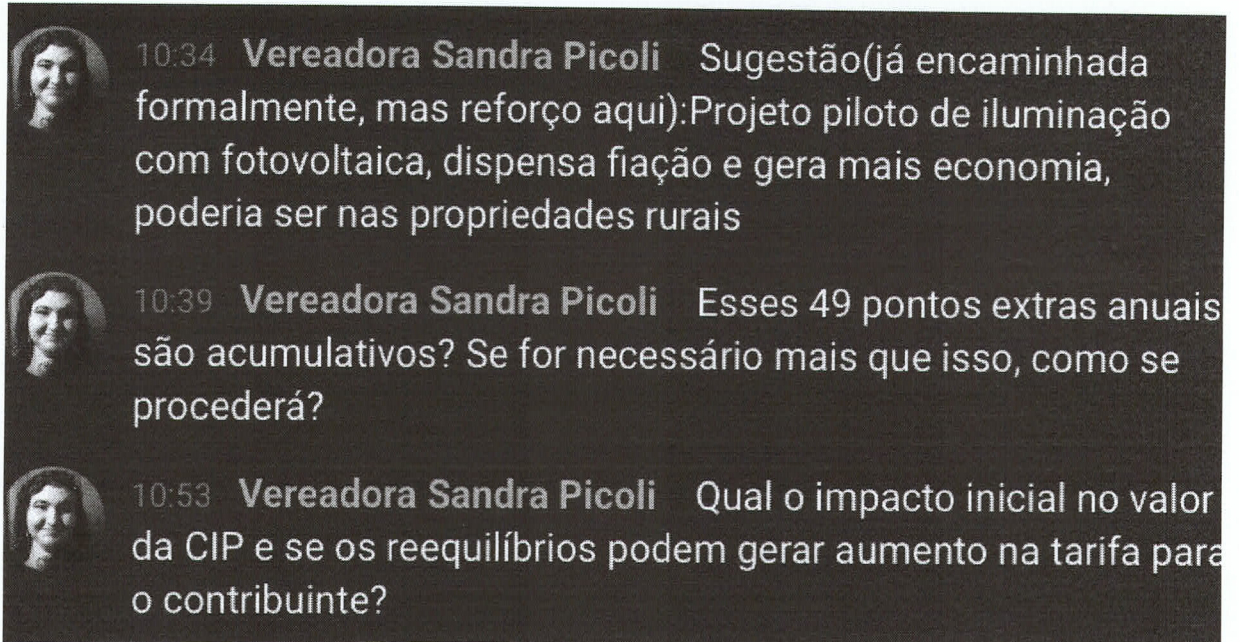 10:34 Vereadora Sandra Picoli Sugestão(já encaminhada
formalmente, mas reforço aqui):Projeto piloto de iluminação
com fotovoltaica, dispensa fiação e gera mais economia,
poderia ser nas propriedades rurais
10:39 Vereadora Sandra Picoli Esses 49 pontos extras anuais
são acumulativos? Se for necessário mais que isso, como se
procederá?
10:53 Vereadora Sandra Picoli Qual o impacto inicial no valor
da CIP e se os reequilíbrios podem gerar aumento na tarifa para
o contribuinte?